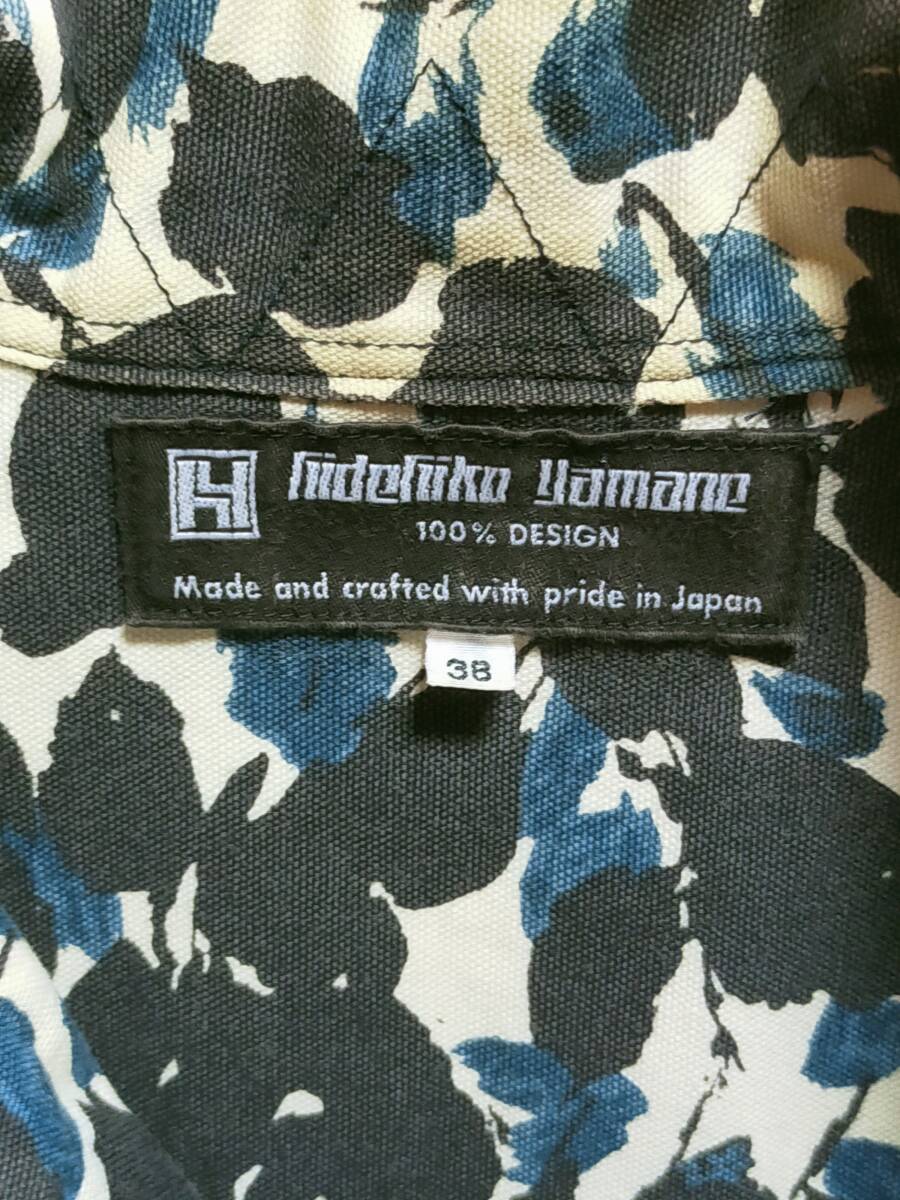 Hidehiko Yamane
100% DESIGN
Made and crafted with pride in Japan
38